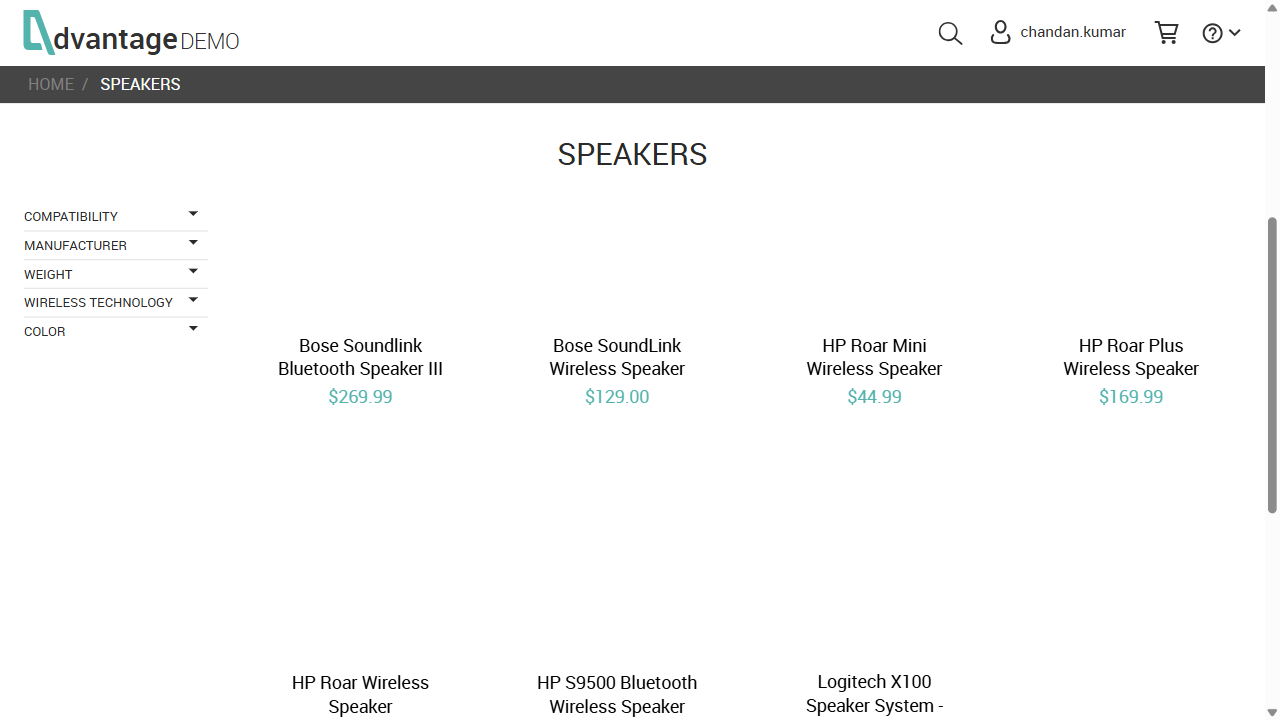 dvantage DEMO
chandan.kumar
HOME / SPEAKERS
SPEAKERS
COMPATIBILITY
MANUFACTURER
WEIGHT
WIRELESS TECHNOLOGY
COLOR
Bose Soundlink
Bluetooth Speaker III
$269.99
Bose SoundLink
Wireless Speaker
$129.00
HP Roar Mini
Wireless Speaker
$44.99
HP Roar Plus
Wireless Speaker
$169.99
HP Roar Wireless
Speaker
HP S9500 Bluetooth
Wireless Speaker
Logitech X100
Speaker System -